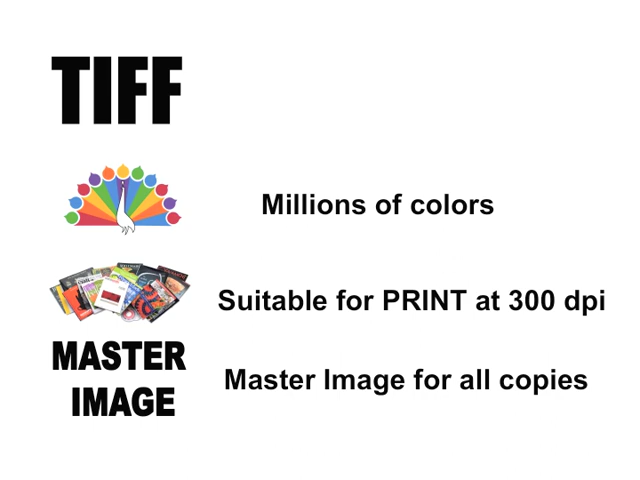 TIFF
Millions of colors
Suitable for PRINT at 300 dpi
MASTER
IMAGE
Master Image for all copies